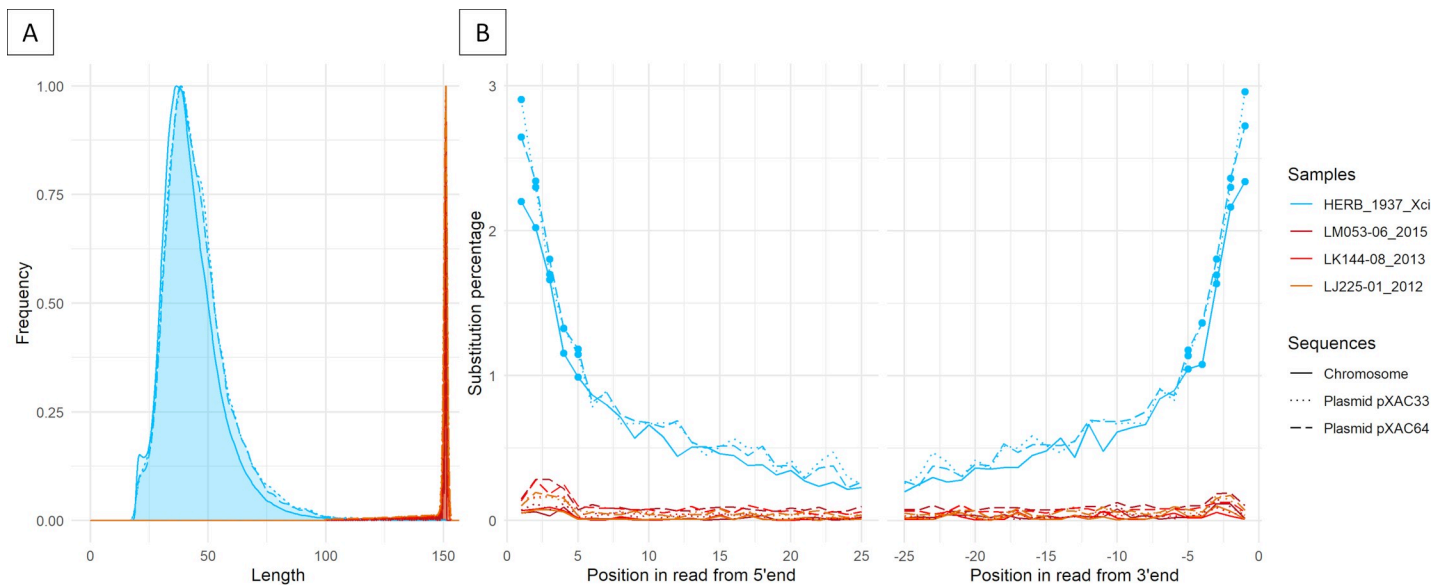 A
B
1.00
0.75
0.50
0.25
0.00
Frequency
0 50 100 150
Length
3
2
1
0
Substitution percentage
0 5 10 15 20 25
Position in read from 5'end
-25 -20 -15 -10 -5 0
Position in read from 3'end
Samples
HERB_1937_Xci
LM053-06_2015
LK144-08_2013
LJ225-01_2012
Sequences
Chromosome
Plasmid pXAC33
Plasmid pXAC64